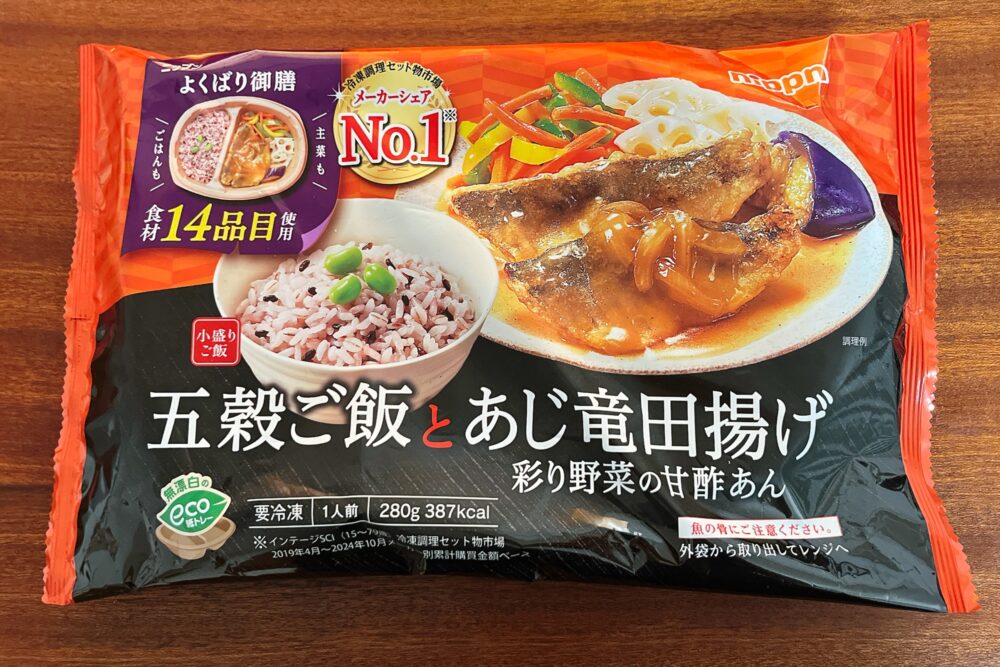 よくばり御膳
ごはんも
主菜も
食材14品目使用
冷凍調理セット物市場
メーカーシェア
No.1※
nippn
調理例
小盛り
ご飯
五穀ご飯とあじ竜田揚げ
彩り野菜の甘酢あん
無漂白の
eco
紙トレー
要冷凍 1人前 280g 387kcal
※インテージSCI (15~79歳) 冷凍調理セット物市場
2019年4月~2024年10月 別累計購買金額ベース
魚の骨にご注意ください。
外袋から取り出してレンジへ